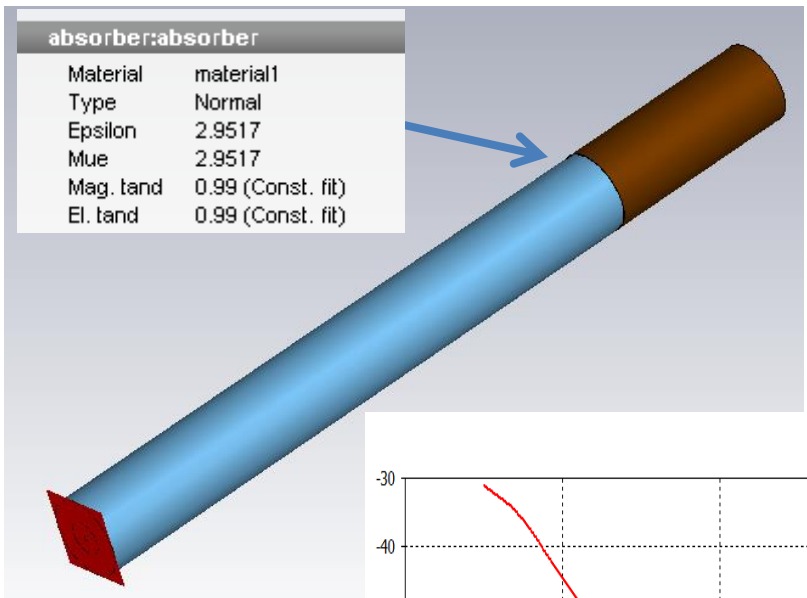 absorber:absorber
Material material1
Type Normal
Epsilon 2.9517
Mue 2.9517
Mag. tand 0.99 (Const. fit)
El. tand 0.99 (Const. fit)
-30
-40